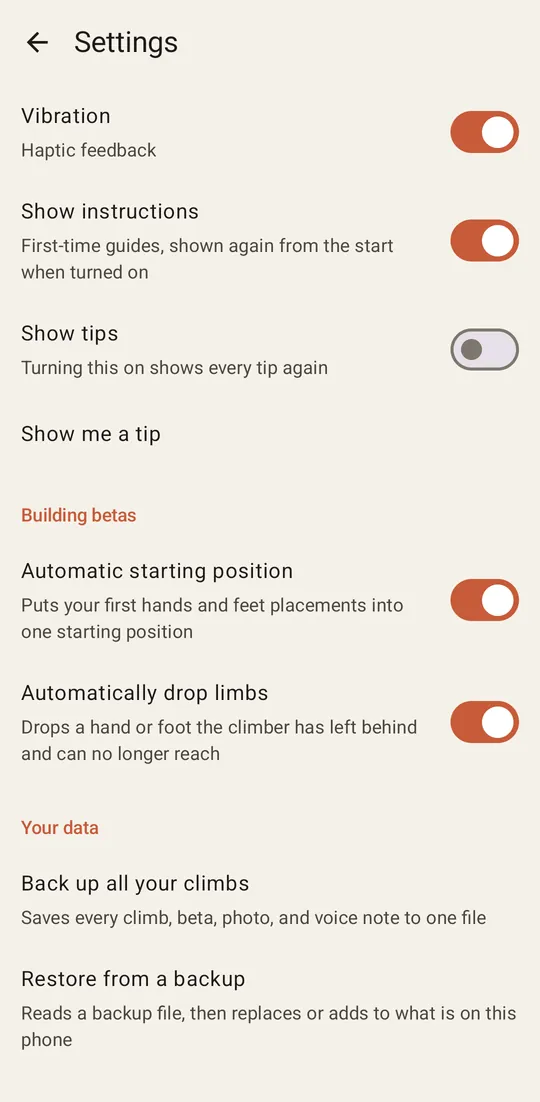 Settings
Vibration
Haptic feedback
Show instructions
First-time guides, shown again from the start
when turned on
Show tips
Turning this on shows every tip again
Show me a tip
Building betas
Automatic starting position
Puts your first hands and feet placements into
one starting position
Automatically drop limbs
Drops a hand or foot the climber has left behind
and can no longer reach
Your data
Back up all your climbs
Saves every climb, beta, photo, and voice note to one file
Restore from a backup
Reads a backup file, then replaces or adds to what is on this
phone